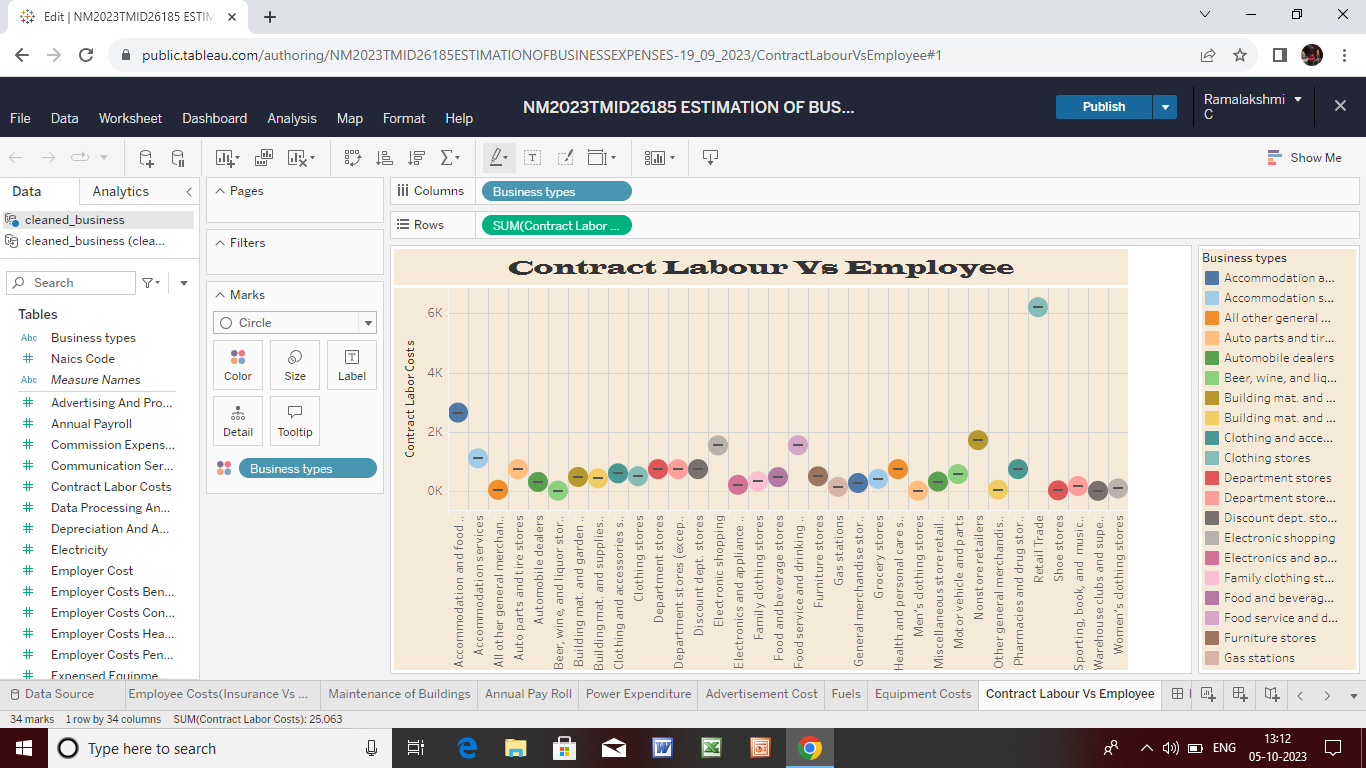 Edit | NM2023TMID26185 ESTIM
public.tableau.com/authoring/NM2023TMID26185ESTIMATIONOFBUSINESSEXPENSES-19_09_2023/ContractLabourVsEmployee#1
NM2023TMID26185 ESTIMATION OF BUS...
Publish
Ramalakshmi C
File Data Worksheet Dashboard Analysis Map Format Help
Show Me
Data Analytics
cleaned_business
cleaned_business (clea...
Search
Tables
Abc Business types
Naics Code
Abc Measure Names
Advertising And Pro...
Annual Payroll
Commission Expens...
Communication Ser...
Contract Labor Costs
Data Processing An...
Depreciation And A...
Electricity
Employer Cost
Employer Costs Ben...
Employer Costs Con...
Employer Costs Hea...
Employer Costs Pen...
Expensed Equipme...
Pages
Filters
Marks
Circle
Color Size Label
Detail Tooltip
Business types
Columns Business types
Rows SUM(Contract Labor ...
Contract Labour Vs Employee
Contract Labor Costs
6K
4K
2K
0K
Accommodation and food..
Accommodation services
All other general merchan..
Auto parts and tire stores
Automobile dealers
Beer, wine, and liquor stor..
Building mat. and garden ..
Building mat. and supplies..
Clothing and accessories s..
Clothing stores
Department stores
Department stores (excep..
Discount dept. stores
Electronic shopping
Electronics and appliance..
Family clothing stores
Food and beverage stores
Food service and drinking ..
Furniture stores
Gas stations
General merchandise stor..
Grocery stores
Health and personal care s..
Men's clothing stores
Miscellaneous store retail..
Motor vehicle and parts
Nonstore retailers
Other general merchandis..
Pharmacies and drug stor..
Retail Trade
Shoe stores
Sporting, book, and music..
Warehouse clubs and supe..
Women's clothing stores
Business types
Accommodation a...
Accommodation s...
All other general ...
Auto parts and tir...
Automobile dealers
Beer, wine, and liq...
Building mat. and ...
Building mat. and ...
Clothing and acce...
Clothing stores
Department stores
Department store...
Discount dept. sto...
Electronic shopping
Electronics and ap...
Family clothing st...
Food and beverag...
Food service and d...
Furniture stores
Gas stations
Data Source Employee Costs(Insurance Vs ... Maintenance of Buildings Annual Pay Roll Power Expenditure Advertisement Cost Fuels Equipment Costs Contract Labour Vs Employee
34 marks 1 row by 34 columns SUM(Contract Labor Costs): 25,063
Type here to search
ENG
13:12
05-10-2023